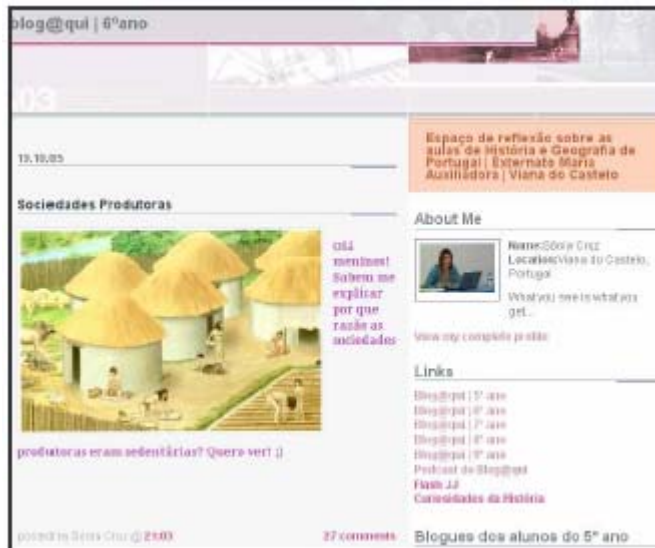 blog@qui | 6ºano
03
19.10.05
Sociedades Produtoras
Olá
meninos!
Sabem me
explicar
por que
razão as
sociedades
produtoras eram sedentárias? Quero ver! ;)
posted by Sónia Cruz @ 21:03
27 comments
Espaço de reflexão sobre as
aulas de História e Geografia de
Portugal | Externato Maria
Auxiliadora | Viana do Castelo
About Me
Name:Sónia Cruz
Location:Viana do Castelo,
Portugal
What you see is what you
get...
View my complete profile
Links
Blog@qui | 5º ano
Blog@qui | 6º ano
Blog@qui | 7º ano
Blog@qui | 8º ano
Blog@qui | 9º ano
Podcast do Blog@qui
Flash JJ
Curiosidades da História
Blogues dos alunos do 5º ano